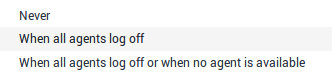 Never
When all agents log off
When all agents log off or when no agent is available